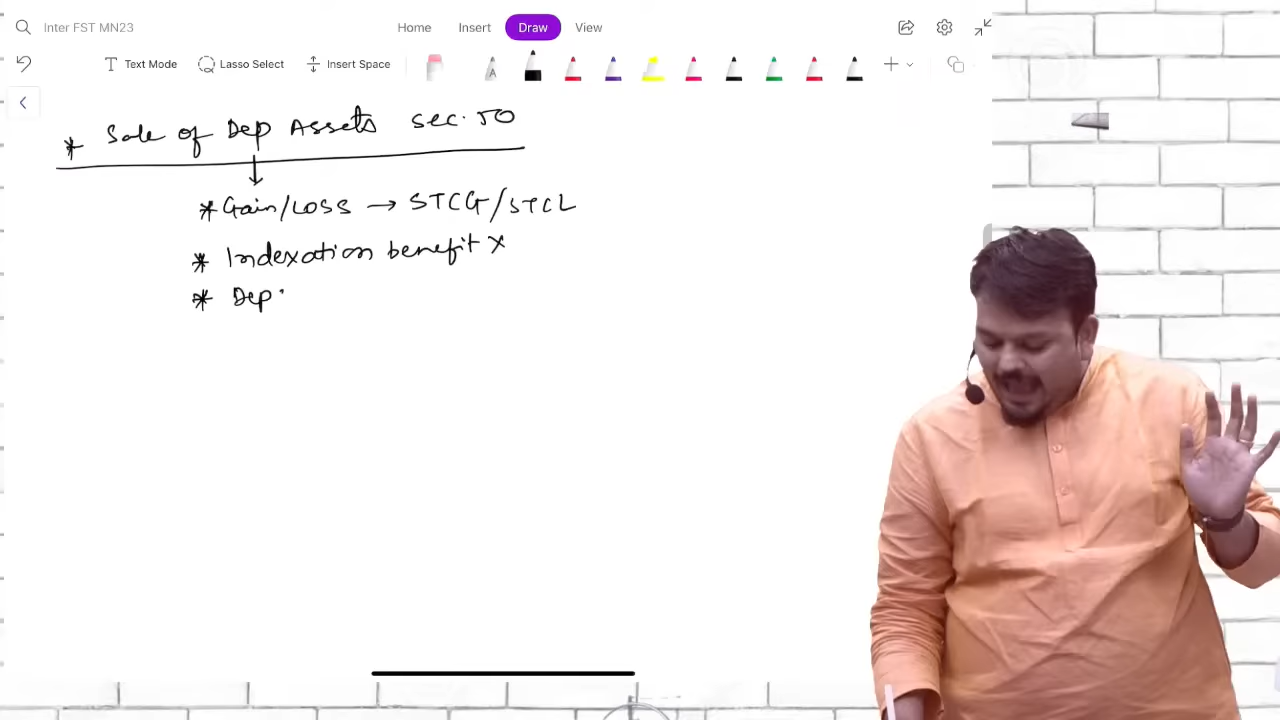 Inter FST MN23
Home Insert Draw View
Text Mode Lasso Select Insert Space
A
* Sale of Dep Assets sec. 50
* Gain/Loss → STCG/STCL
* Indexation benefit ×
* Dep.